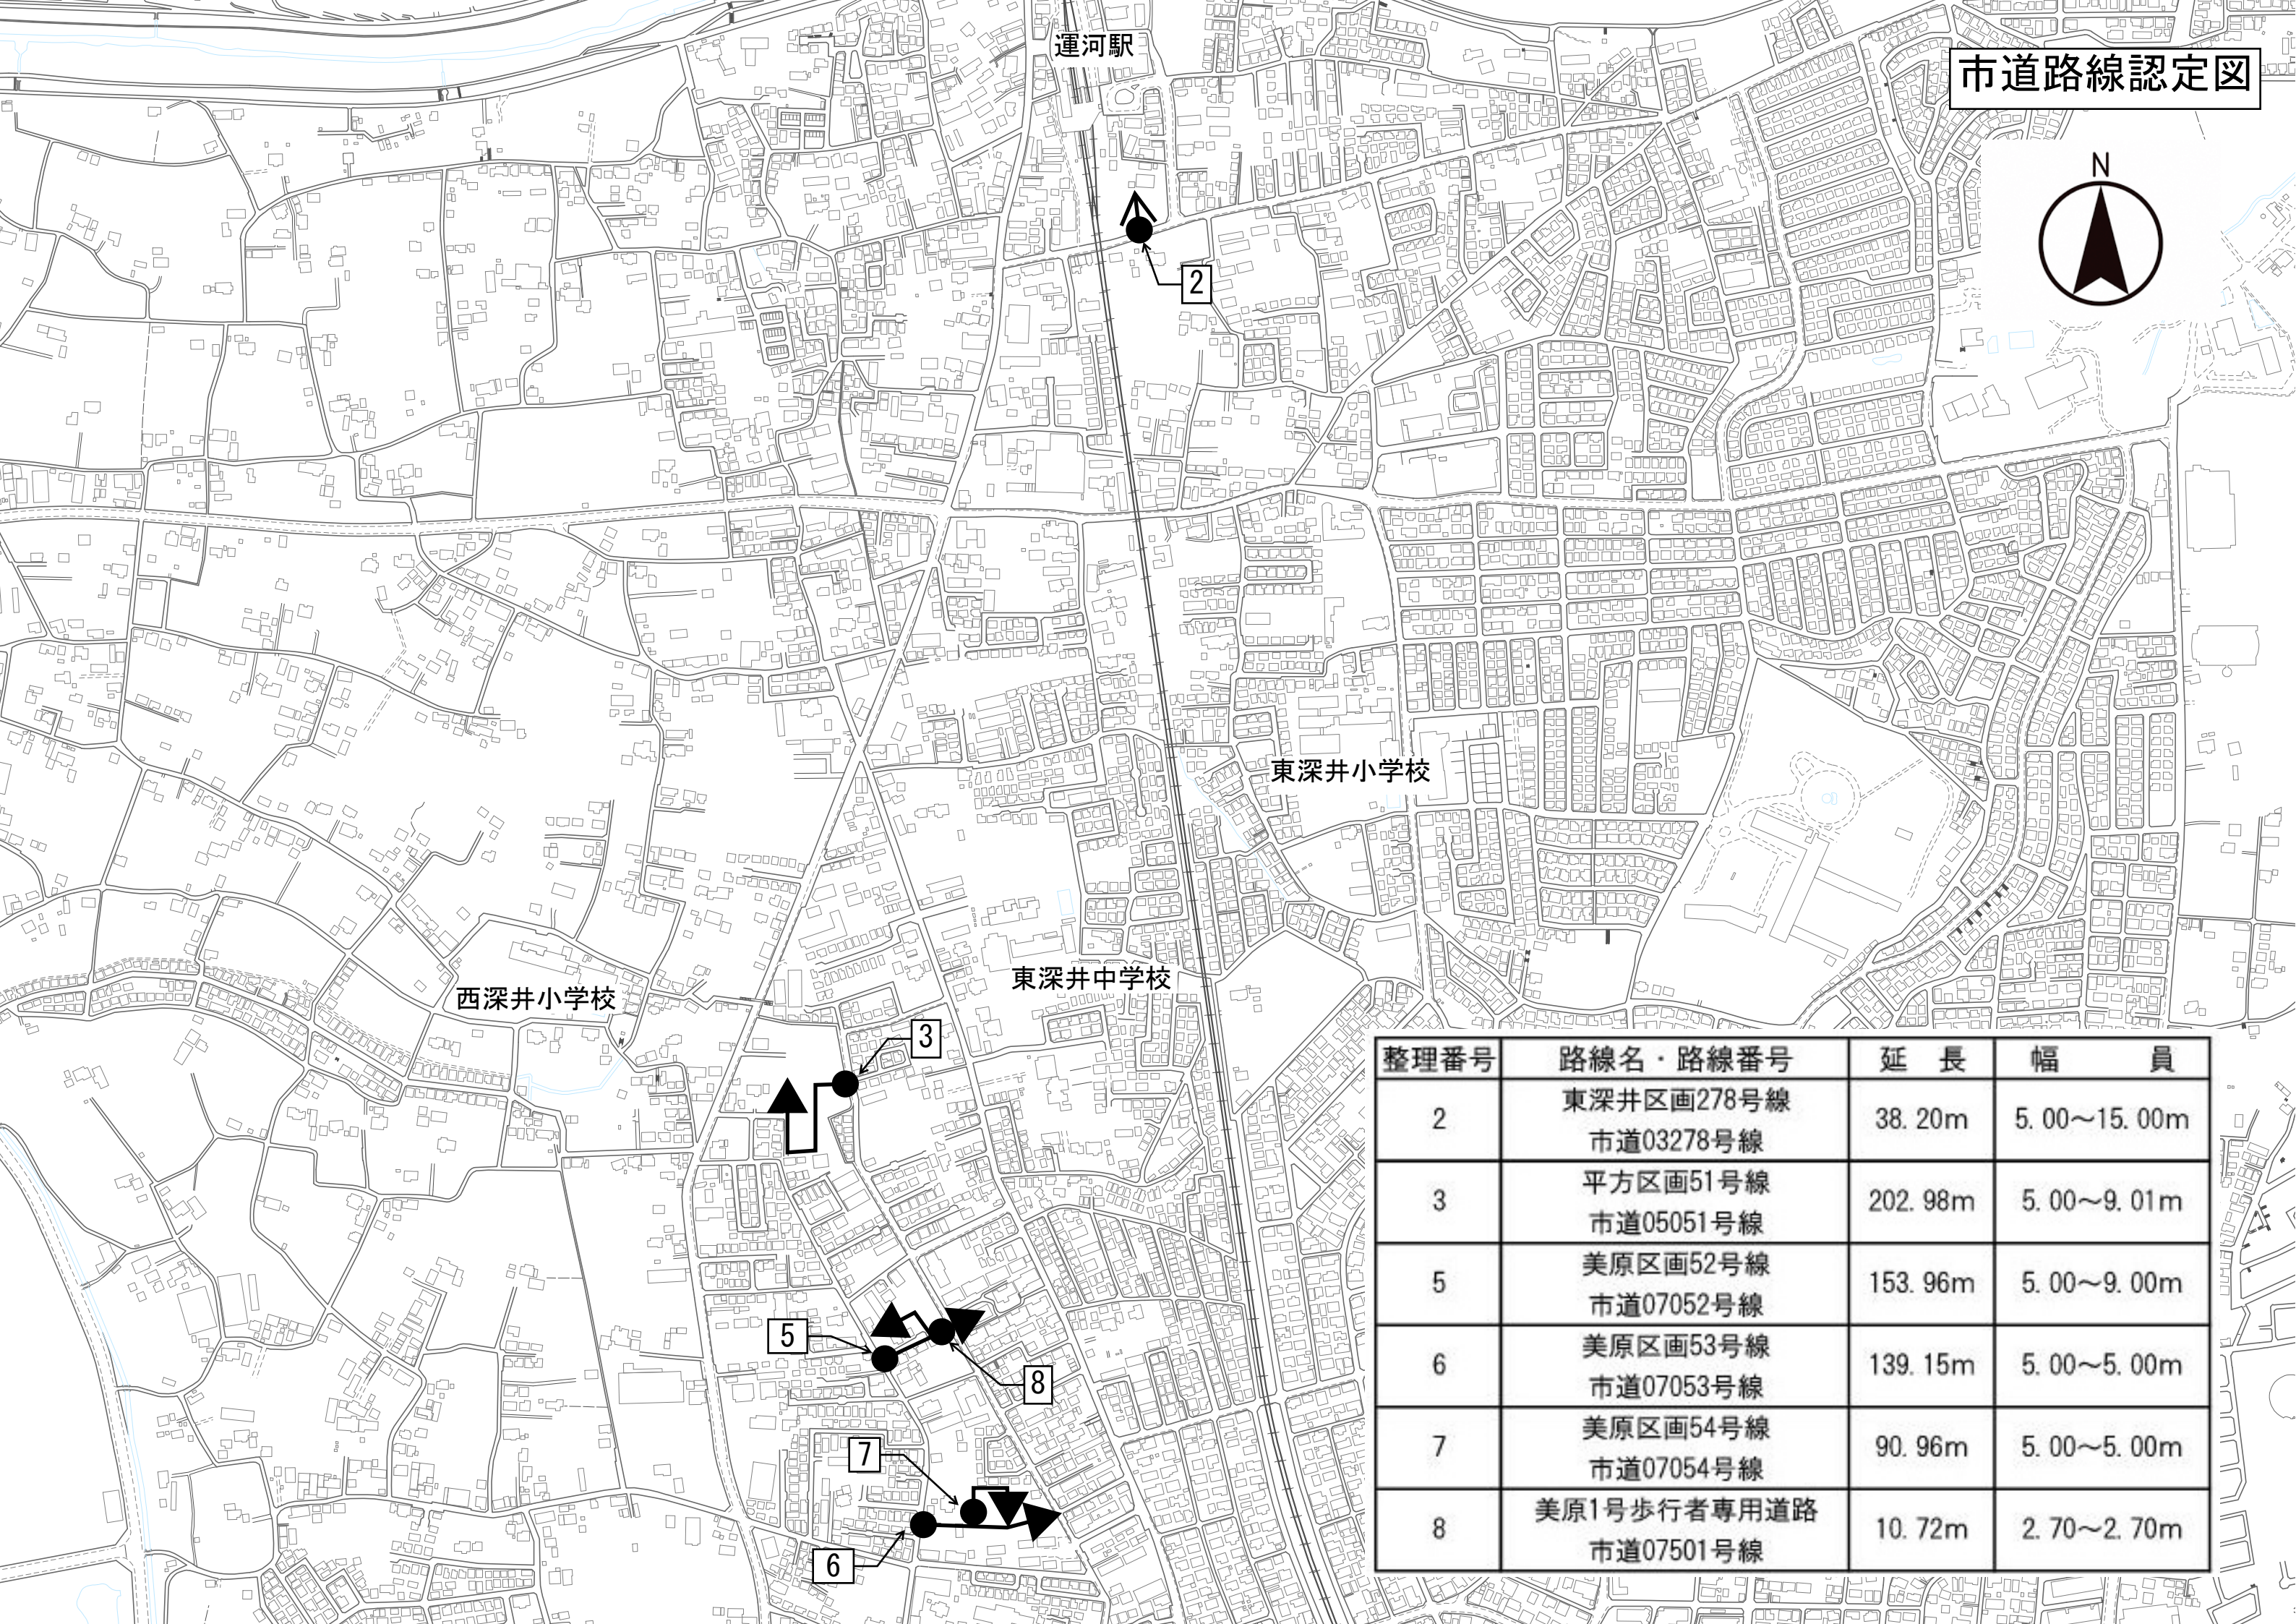 運河駅
市道路線認定図
N
2
東深井小学校
東深井中学校
西深井小学校
3
5
8
7
6
整理番号 路線名・路線番号 延　長 幅　員
2 東深井区画278号線 38.20m 5.00～15.00m
市道03278号線
3 平方区画51号線 202.98m 5.00～9.01m
市道05051号線
5 美原区画52号線 153.96m 5.00～9.00m
市道07052号線
6 美原区画53号線 139.15m 5.00～5.00m
市道07053号線
7 美原区画54号線 90.96m 5.00～5.00m
市道07054号線
8 美原1号歩行者専用道路 10.72m 2.70～2.70m
市道07501号線